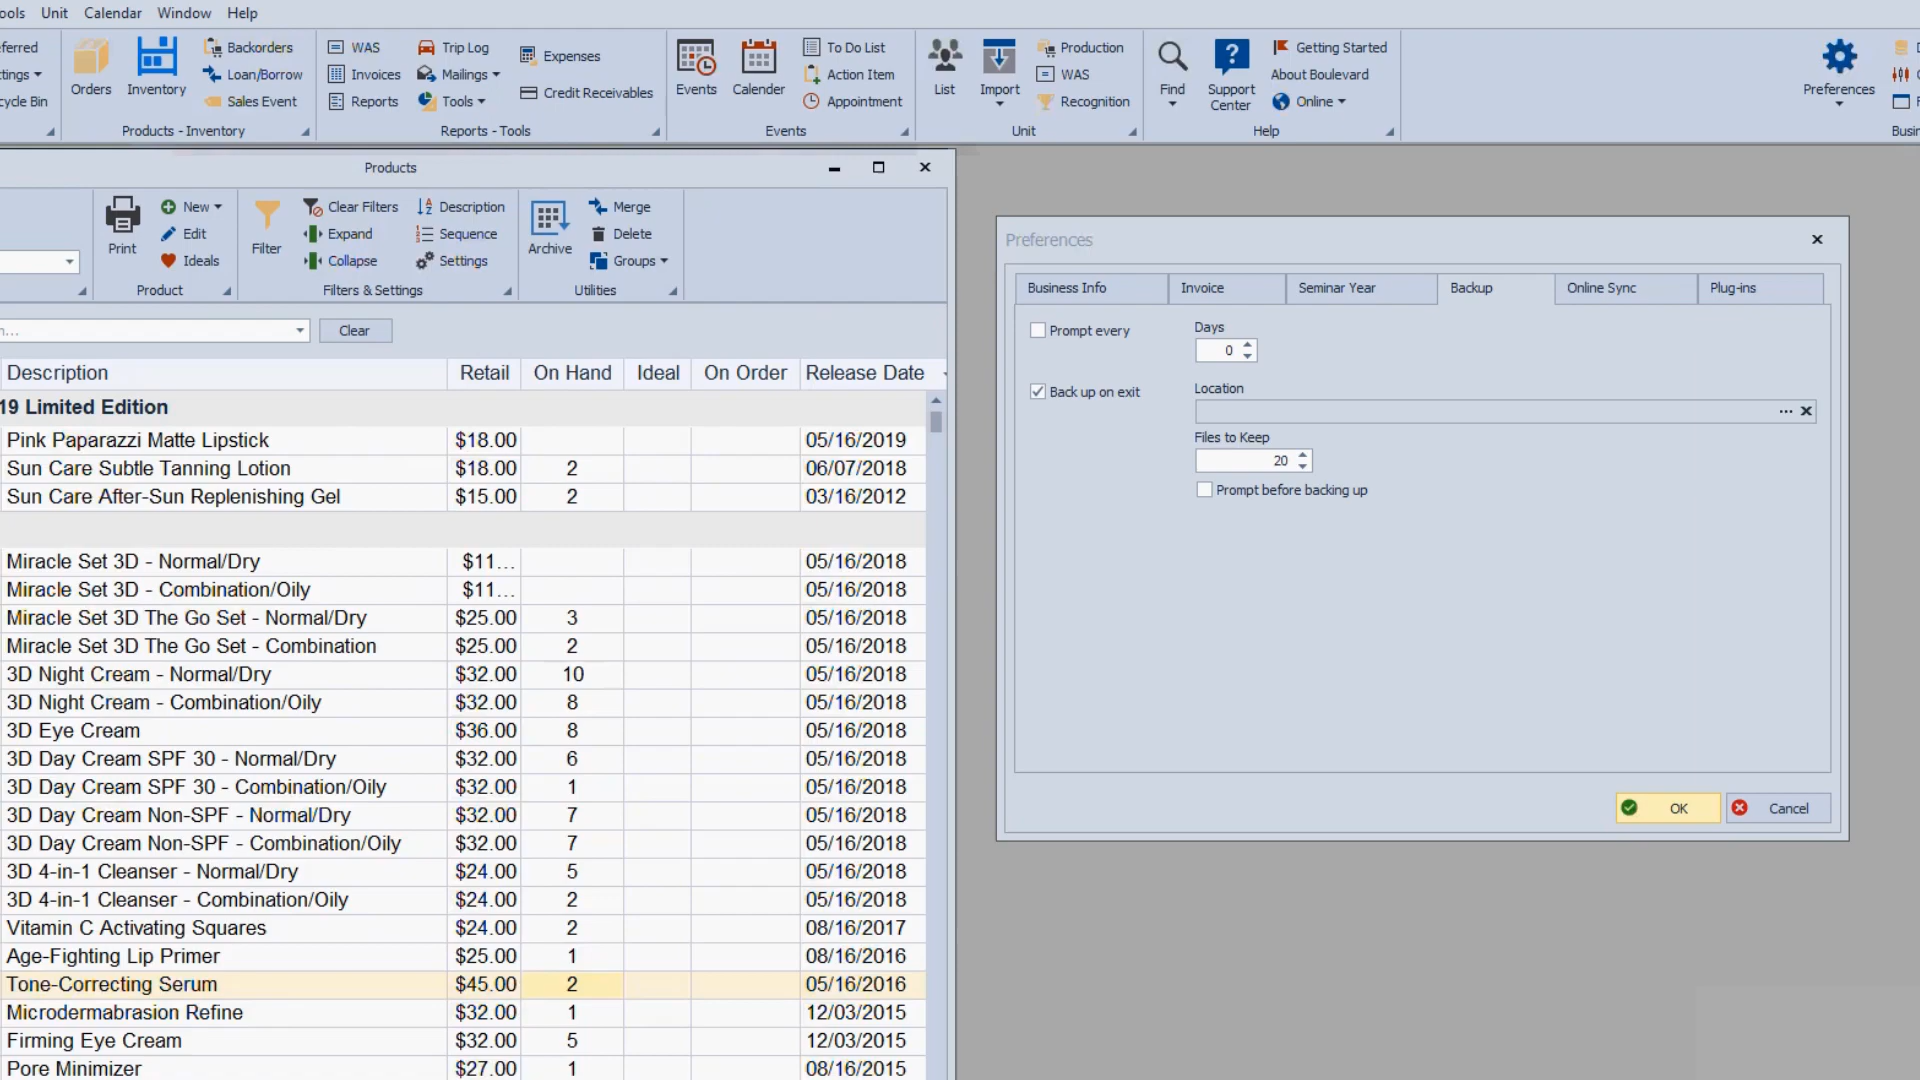 Unit Calendar Window Help
Orders
Inventory
Backorders
Loan/Borrow
Sales Event
Products - Inventory
WAS
Invoices
Reports
Trip Log
Mailings
Tools
Expenses
Credit Receivables
Reports - Tools
Events
Calender
To Do List
Action Item
Appointment
Events
List
Import
Production
WAS
Recognition
Unit
Find
Support
Center
Getting Started
About Boulevard
Online
Help
Preferences
Products
Print
New
Edit
Ideals
Product
Filter
Clear Filters
Expand
Collapse
Description
Sequence
Settings
Filters & Settings
Archive
Merge
Delete
Groups
Utilities
Clear
Description Retail On Hand Ideal On Order Release Date
19 Limited Edition
Pink Paparazzi Matte Lipstick $18.00 05/16/2019
Sun Care Subtle Tanning Lotion $18.00 2 06/07/2018
Sun Care After-Sun Replenishing Gel $15.00 2 03/16/2012
Miracle Set 3D - Normal/Dry $11... 05/16/2018
Miracle Set 3D - Combination/Oily $11... 05/16/2018
Miracle Set 3D The Go Set - Normal/Dry $25.00 3 05/16/2018
Miracle Set 3D The Go Set - Combination $25.00 2 05/16/2018
3D Night Cream - Normal/Dry $32.00 10 05/16/2018
3D Night Cream - Combination/Oily $32.00 8 05/16/2018
3D Eye Cream $36.00 8 05/16/2018
3D Day Cream SPF 30 - Normal/Dry $32.00 6 05/16/2018
3D Day Cream SPF 30 - Combination/Oily $32.00 1 05/16/2018
3D Day Cream Non-SPF - Normal/Dry $32.00 7 05/16/2018
3D Day Cream Non-SPF - Combination/Oily $32.00 7 05/16/2018
3D 4-in-1 Cleanser - Normal/Dry $24.00 5 05/16/2018
3D 4-in-1 Cleanser - Combination/Oily $24.00 2 05/16/2018
Vitamin C Activating Squares $24.00 2 08/16/2017
Age-Fighting Lip Primer $25.00 1 08/16/2016
Tone-Correcting Serum $45.00 2 05/16/2016
Microdermabrasion Refine $32.00 1 12/03/2015
Firming Eye Cream $32.00 5 12/03/2015
Pore Minimizer $27.00 1 08/16/2015
Preferences
Business Info Invoice Seminar Year Backup Online Sync Plug-ins
Prompt every
Days
0
Back up on exit
Location
...
Files to Keep
20
Prompt before backing up
OK Cancel